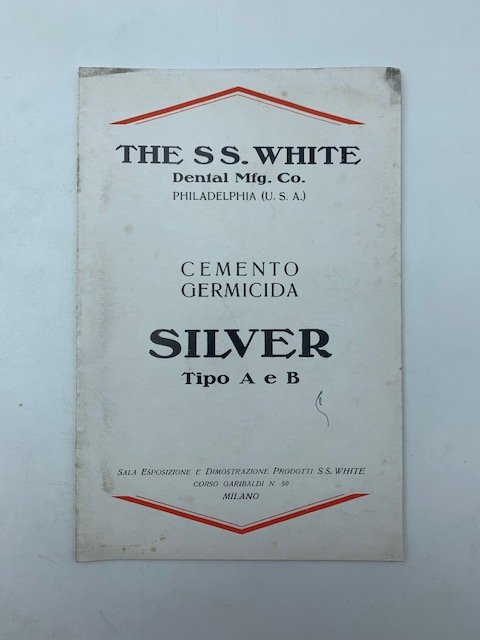 THE S S. WHITE
Dental Mfg. Co.
PHILADELPHIA (U. S. A.)
CEMENTO
GERMICIDA
SILVER
Tipo A e B
SALA ESPOSIZIONE E DIMOSTRAZIONE PRODOTTI S S, WHITE
CORSO GARIBALDI N. 50
MILANO